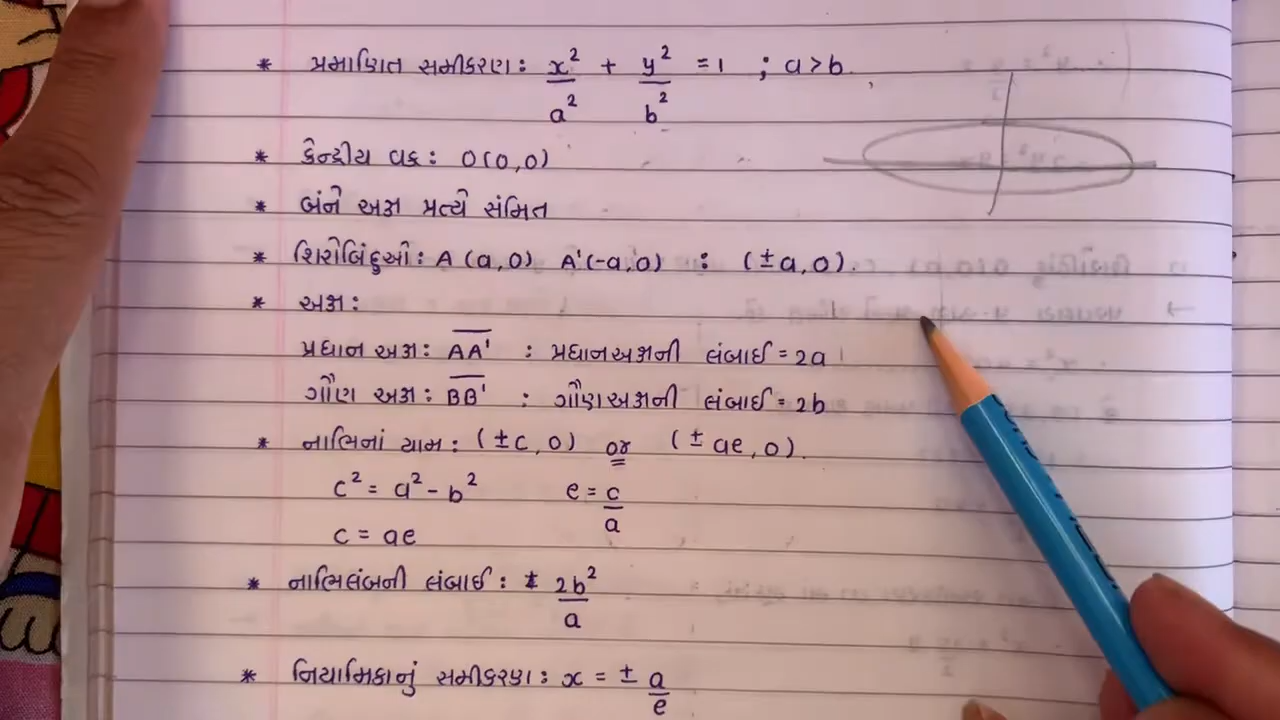 * પ્રમાણિત સમીકરણ: x²/a² + y²/b² = 1 ; a > b.
* કેન્દ્રીય વક્ર: O(0,0)
* બંને અક્ષ પ્રત્યે સંમિત
* શિરોબિંદુઓ: A (a,0) A'(-a,0) : (±a,0).
* અક્ષ:
પ્રધાન અક્ષ: AA' : પ્રધાનઅક્ષની લંબાઈ = 2a
ગૌણ અક્ષ: BB' : ગૌણઅક્ષની લંબાઈ = 2b
* નાભિનાં યામ: (±c,0) or (±ae,0).
c² = a² - b² e = c/a
c = ae
* નાભિલંબની લંબાઈ: 2b²/a
* નિયામિકાનું સમીકરણ: x = ± a/e